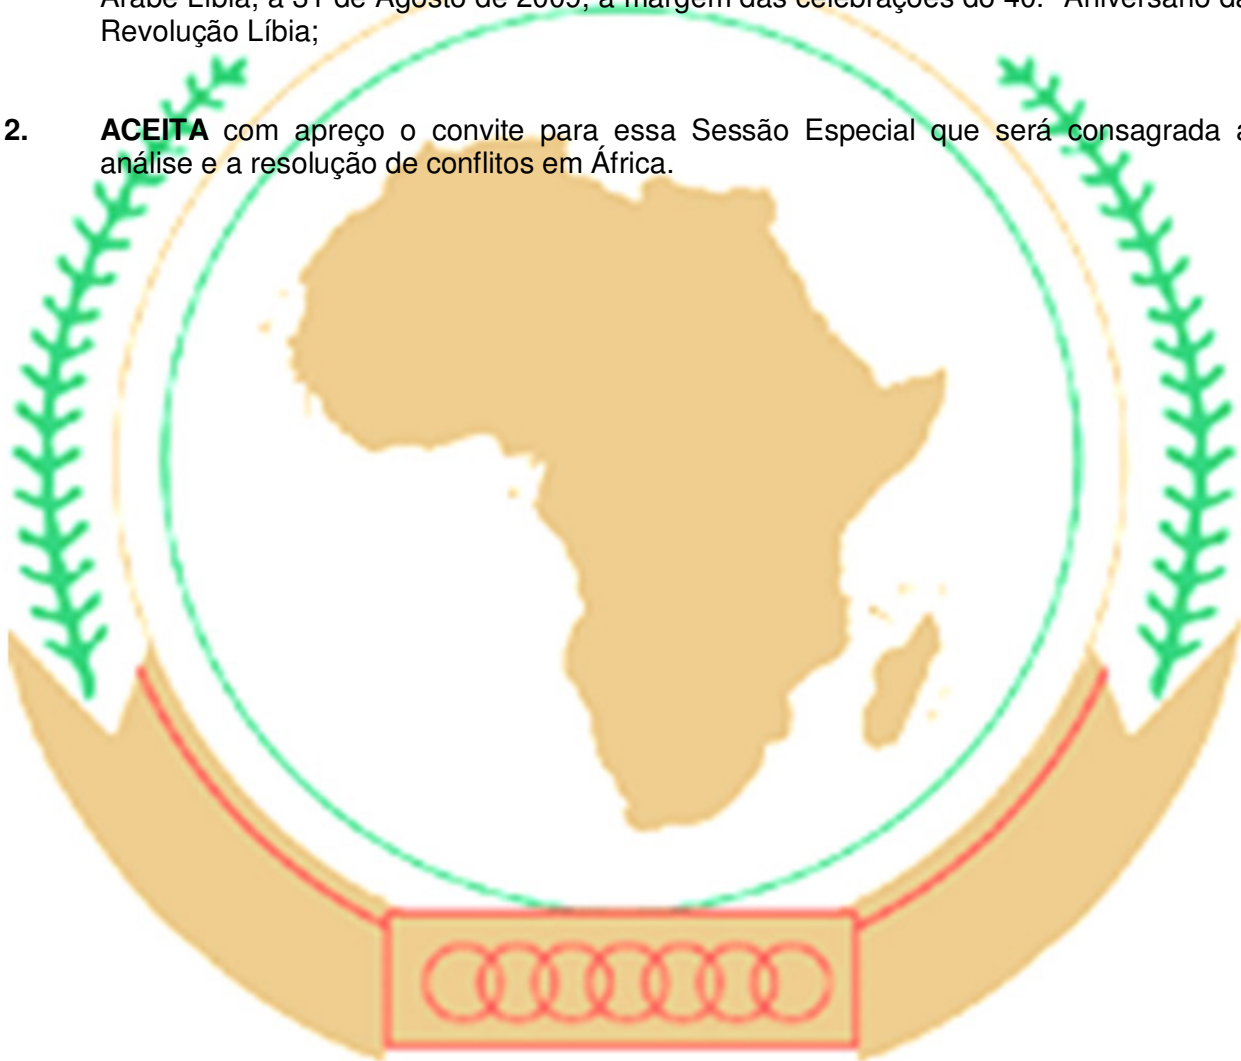 Árabe Líbia, a 31 de Agosto de 2009, à margem das celebrações do 40.º Aniversário da
Revolução Líbia;
2. ACEITA com apreço o convite para essa Sessão Especial que será consagrada a
análise e a resolução de conflitos em África.